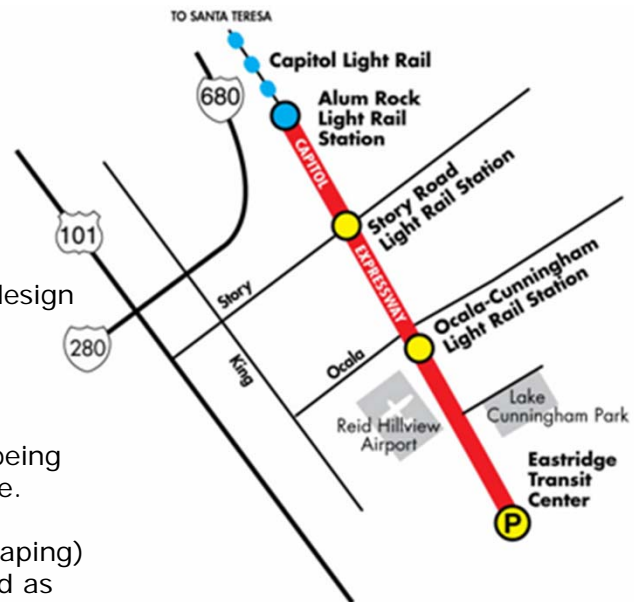 TO SANTA TERESA
Capitol Light Rail
680
Alum Rock
Light Rail
Station
CAPITOL
101
Story Road
Light Rail Station
EXPRESSWAY
design
Story
280
King
Ocala-Cunningham
Light Rail Station
Ocala
Lake
Cunningham Park
Reid Hillview
Airport
being
e.
Eastridge
Transit
Center
P
aping)
d as